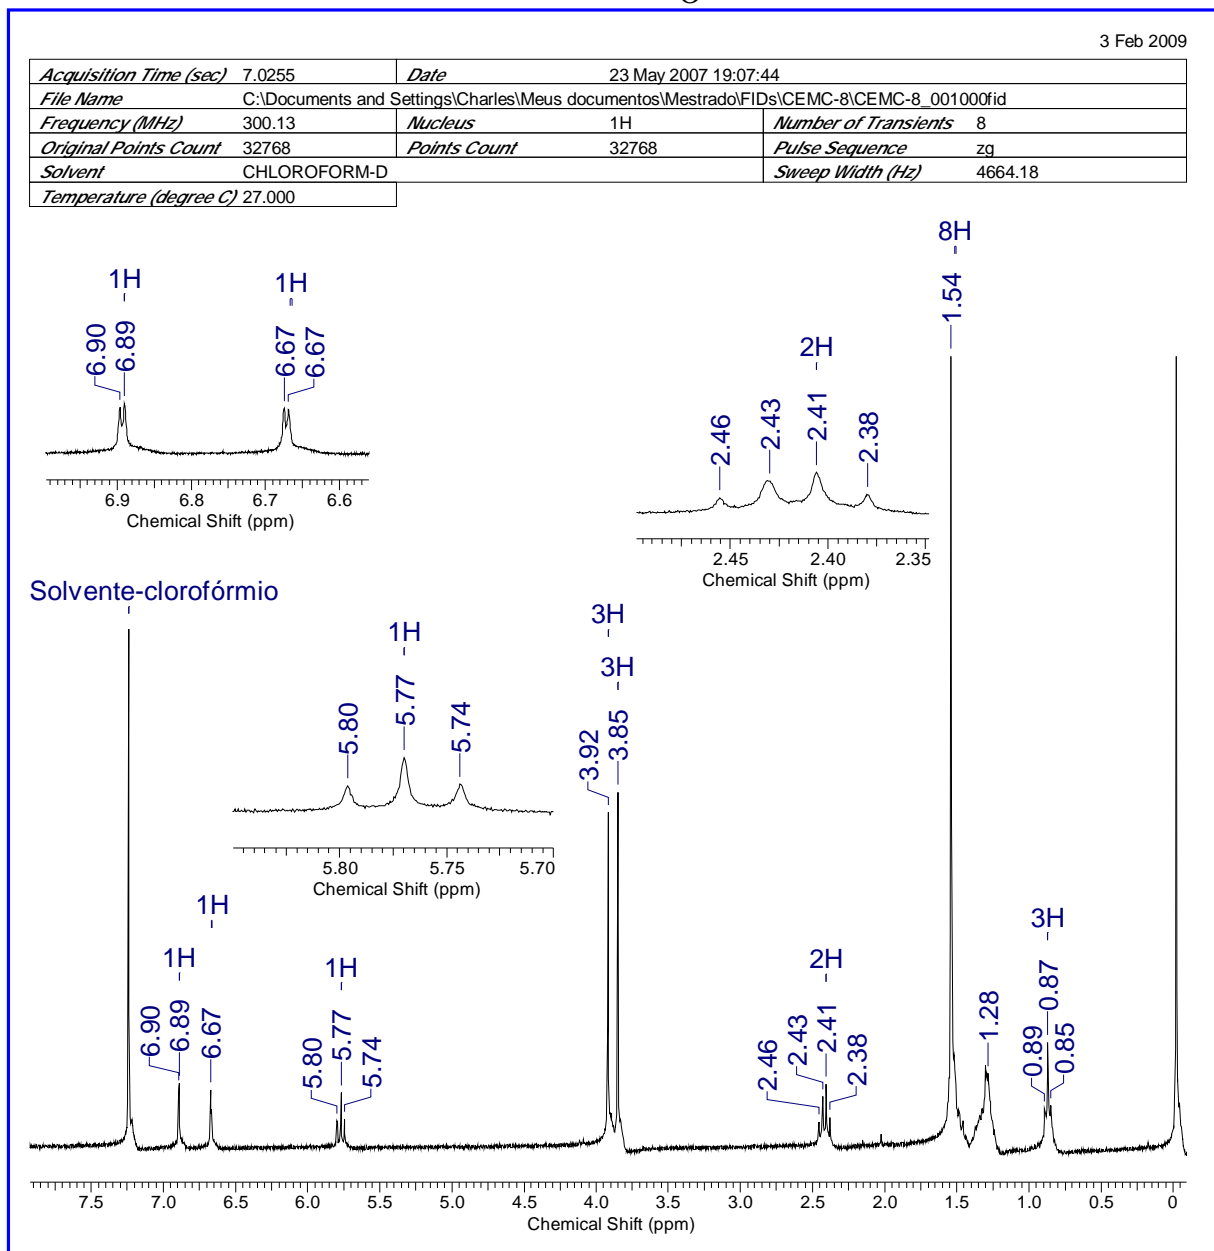 3 Feb 2009
Acquisition Time (sec) 7.0255 Date 23 May 2007 19:07:44
File Name C:\Documents and Settings\Charles\Meus documentos\Mestrado\FIDs\CEMC-8\CEMC-8_001000fid
Frequency (MHz) 300.13 Nucleus 1H Number of Transients 8
Original Points Count 32768 Points Count 32768 Pulse Sequence zg
Solvent CHLOROFORM-D Sweep Width (Hz) 4664.18
Temperature (degree C) 27.000
8H
1.54
1H 1H
6.90 6.89 6.67 6.67
6.9 6.8 6.7 6.6
Chemical Shift (ppm)
2H
2.46 2.43 2.41 2.38
2.45 2.40 2.35
Chemical Shift (ppm)
Solvente-clorofórmio
1H
5.80 5.77 5.74
5.80 5.75 5.70
Chemical Shift (ppm)
3H
3H
3.92 3.85
1H
1H
6.90 6.89 6.67
1H
5.80 5.77 5.74
2H
2.46 2.43 2.41 2.38
1.28
3H
0.89 0.87 0.85
7.5 7.0 6.5 6.0 5.5 5.0 4.5 4.0 3.5 3.0 2.5 2.0 1.5 1.0 0.5 0
Chemical Shift (ppm)